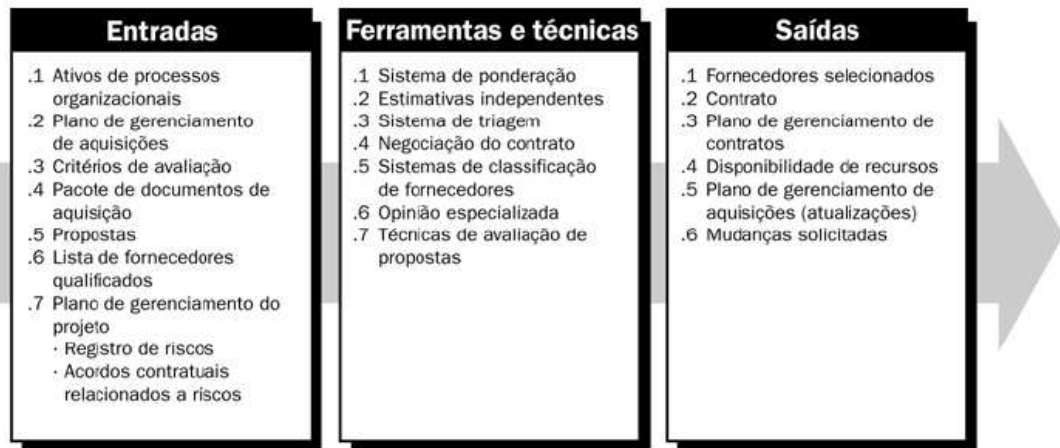 Entradas
.1 Ativos de processos
organizacionais
.2 Plano de gerenciamento
de aquisições
.3 Critérios de avaliação
.4 Pacote de documentos de
aquisição
.5 Propostas
.6 Lista de fornecedores
qualificados
.7 Plano de gerenciamento do
projeto
· Registro de riscos
· Acordos contratuais
relacionados a riscos
Ferramentas e técnicas
.1 Sistema de ponderação
.2 Estimativas independentes
.3 Sistema de triagem
.4 Negociação do contrato
.5 Sistemas de classificação
de fornecedores
.6 Opinião especializada
.7 Técnicas de avaliação de
propostas
Saídas
.1 Fornecedores selecionados
.2 Contrato
.3 Plano de gerenciamento de
contratos
.4 Disponibilidade de recursos
.5 Plano de gerenciamento de
aquisições (atualizações)
.6 Mudanças solicitadas